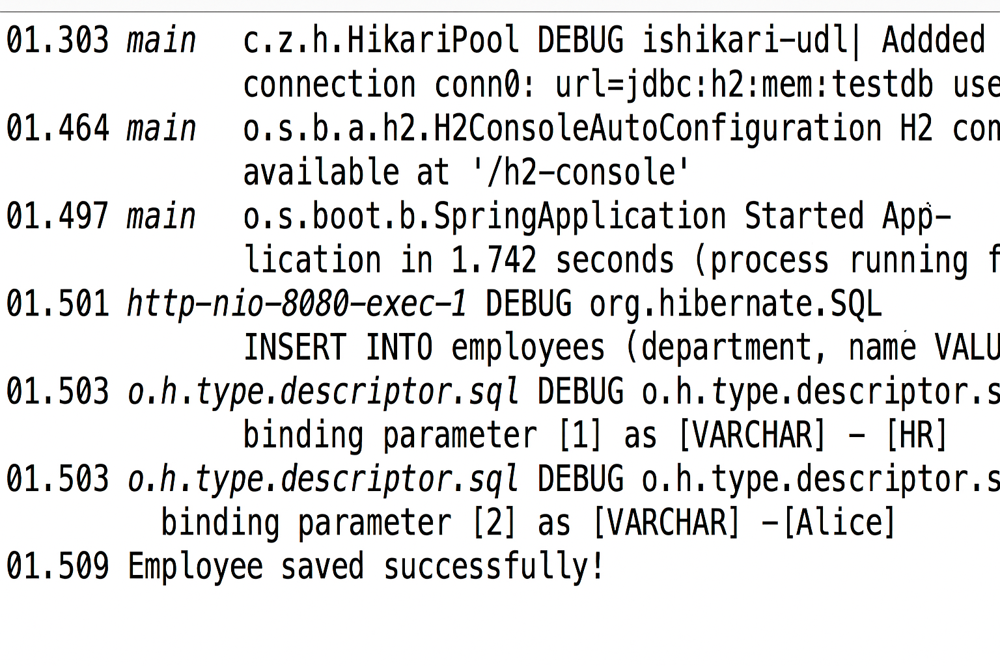 01.303 main c.z.h.HikariPool DEBUG ishikari-udl| Addded
connection conn0: url=jdbc:h2:mem:testdb use
01.464 main o.s.b.a.h2.H2ConsoleAutoConfiguration H2 con
available at '/h2-console'
01.497 main o.s.boot.b.SpringApplication Started App-
lication in 1.742 seconds (process running f
01.501 http-nio-8080-exec-1 DEBUG org.hibernate.SQL
INSERT INTO employees (department, name VALU
01.503 o.h.type.descriptor.sql DEBUG o.h.type.descriptor.s
binding parameter [1] as [VARCHAR] - [HR]
01.503 o.h.type.descriptor.sql DEBUG o.h.type.descriptor.s
binding parameter [2] as [VARCHAR] -[Alice]
01.509 Employee saved successfully!